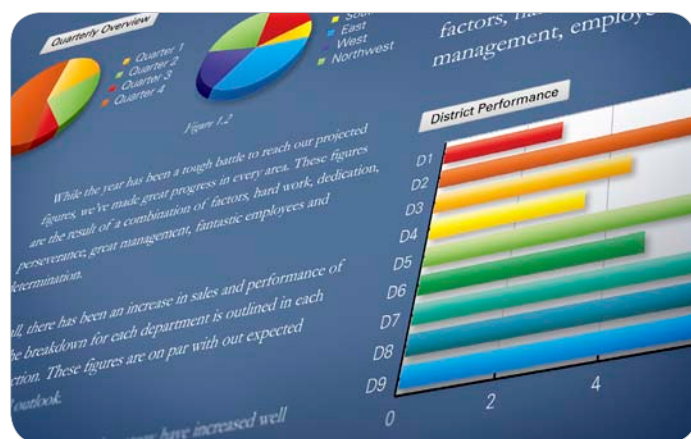 Quarterly Overview
Quarter 1
Quarter 2
Quarter 3
Quarter 4
East
West
Northwest
Figure 1.2
While the year has been a tough battle to reach our projected
figures, we've made great progress in every area. These figures
are the result of a combination of factors, hard work, dedication,
perseverance, great management, fantastic employees and
there has been an increase in sales and performance of
breakdown for each department is outlined in each
These figures are on par with out expected
outlook.
have increased well
factors,
management,
District Performance
D1
D2
D3
D4
D5
D6
D7
D8
D9
0
2
4